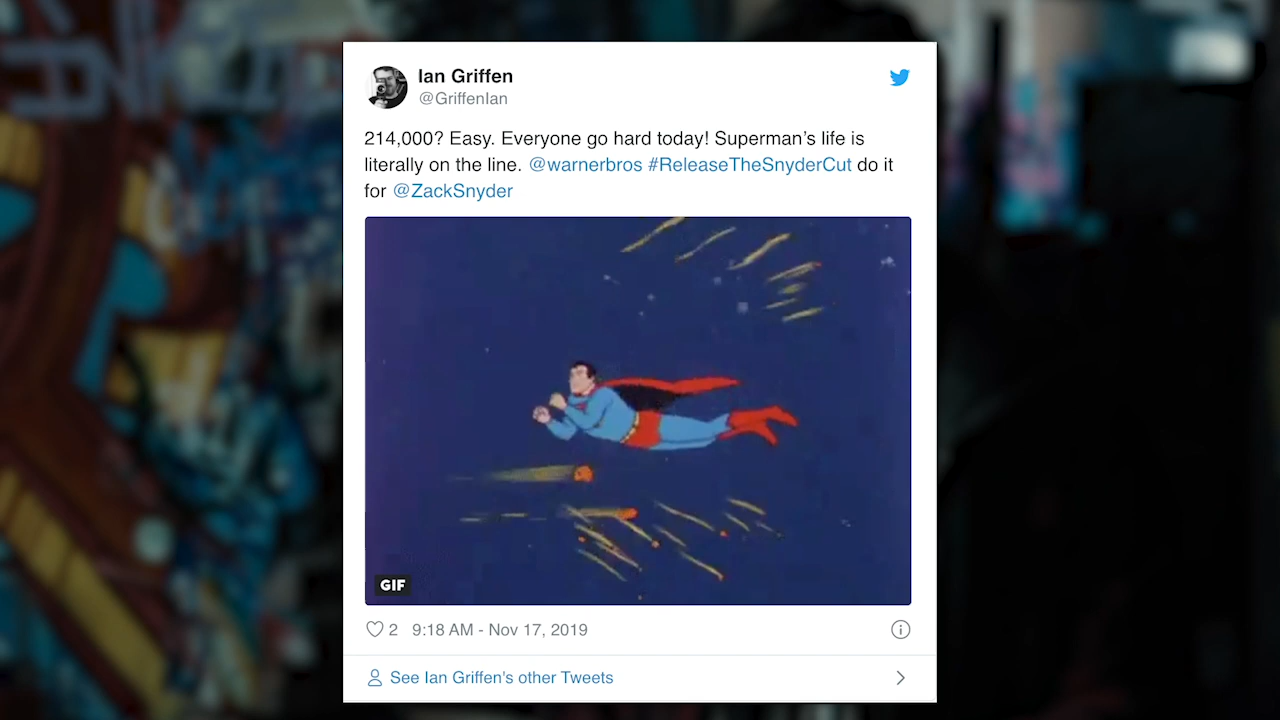 Ian Griffen
@GriffenIan
214,000? Easy. Everyone go hard today! Superman’s life is
literally on the line. @warnerbros #ReleaseTheSnyderCut do it
for @ZackSnyder
GIF
2 9:18 AM - Nov 17, 2019
See Ian Griffen's other Tweets